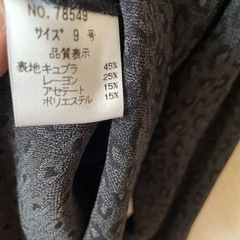 NO.78549
サイズ 9 号
品質表示
表地キュプラ 45%
レーヨン 25%
アセテート 15%
ポリエステル 15%